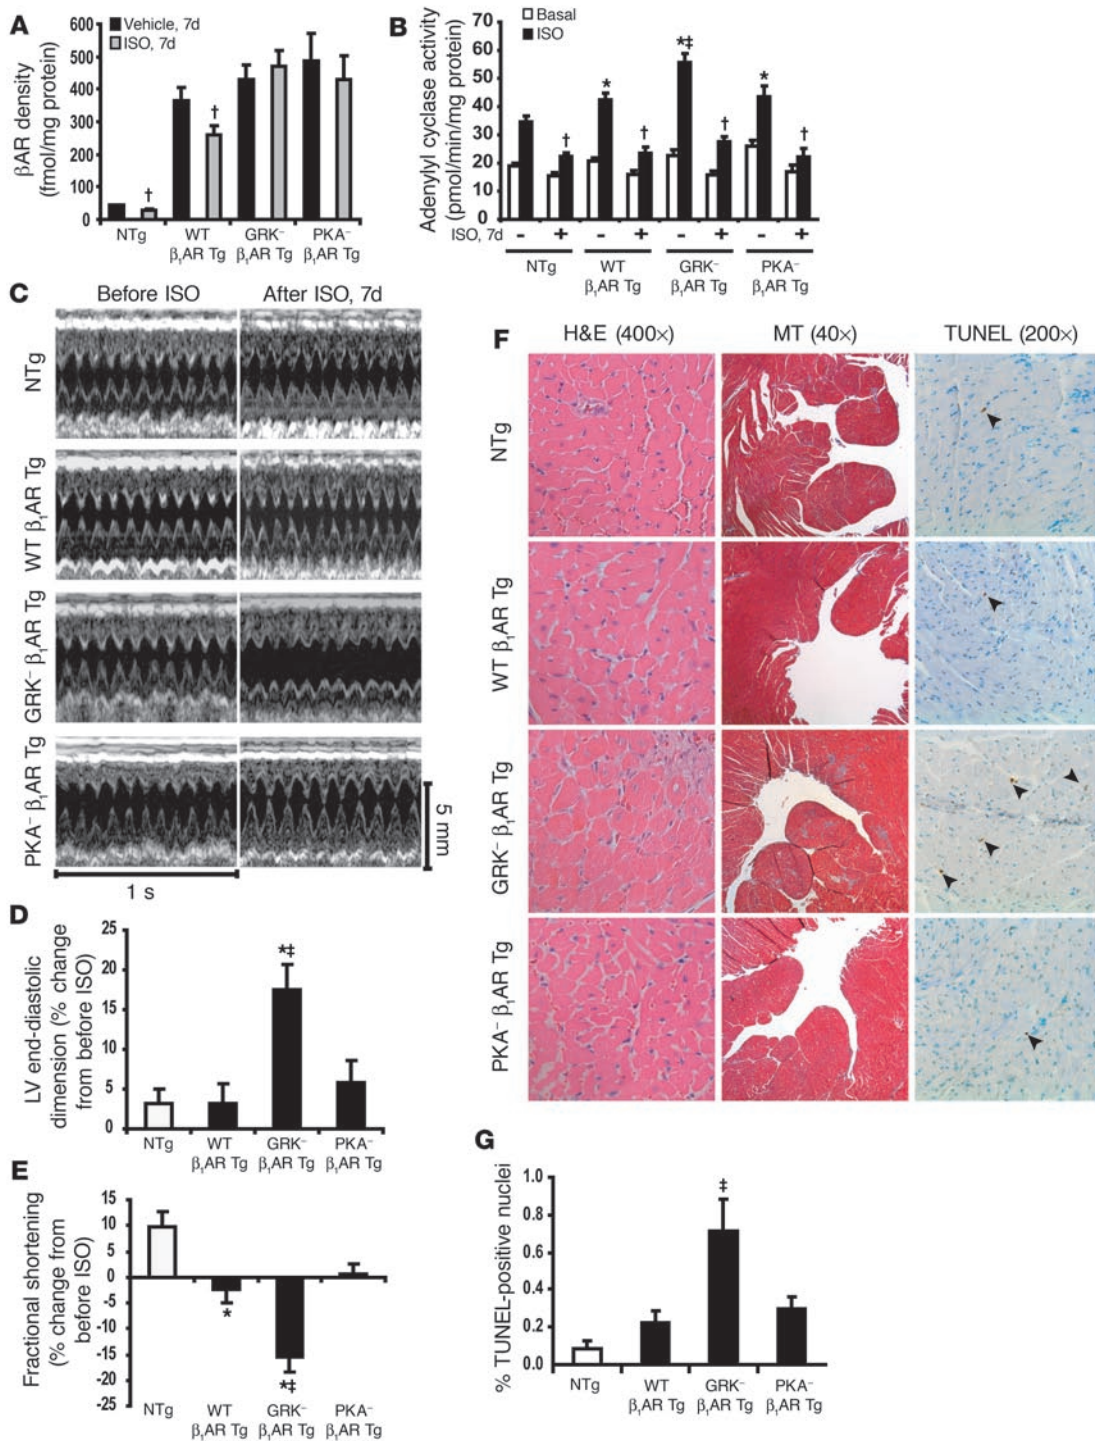 A
Vehicle, 7d
ISO, 7d
βAR density
(fmol/mg protein)
600
500
400
300
200
100
0
†
†
NTg
WT
β₁AR Tg
GRK⁻
β₁AR Tg
PKA⁻
β₁AR Tg
B
Basal
ISO
Adenylyl cyclase activity
(pmol/min/mg protein)
70
60
50
40
30
20
10
0
*‡
*
*
†
†
†
†
ISO, 7d - + - + - + - +
NTg
WT
β₁AR Tg
GRK⁻
β₁AR Tg
PKA⁻
β₁AR Tg
C
Before ISO
After ISO, 7d
NTg
WT β₁AR Tg
GRK⁻ β₁AR Tg
PKA⁻ β₁AR Tg
5 mm
1 s
D
LV end-diastolic
dimension (% change
from before ISO)
25
20
15
10
5
0
*‡
NTg
WT
β₁AR Tg
GRK⁻
β₁AR Tg
PKA⁻
β₁AR Tg
E
Fractional shortening
(% change from
before ISO)
15
10
5
0
-5
-10
-15
-20
-25
*
*‡
NTg
WT
β₁AR Tg
GRK⁻
β₁AR Tg
PKA⁻
β₁AR Tg
F
H&E (400×)
MT (40×)
TUNEL (200×)
NTg
WT β₁AR Tg
GRK⁻ β₁AR Tg
PKA⁻ β₁AR Tg
G
% TUNEL-positive nuclei
1.0
0.8
0.6
0.4
0.2
0.0
‡
NTg
WT
β₁AR Tg
GRK⁻
β₁AR Tg
PKA⁻
β₁AR Tg